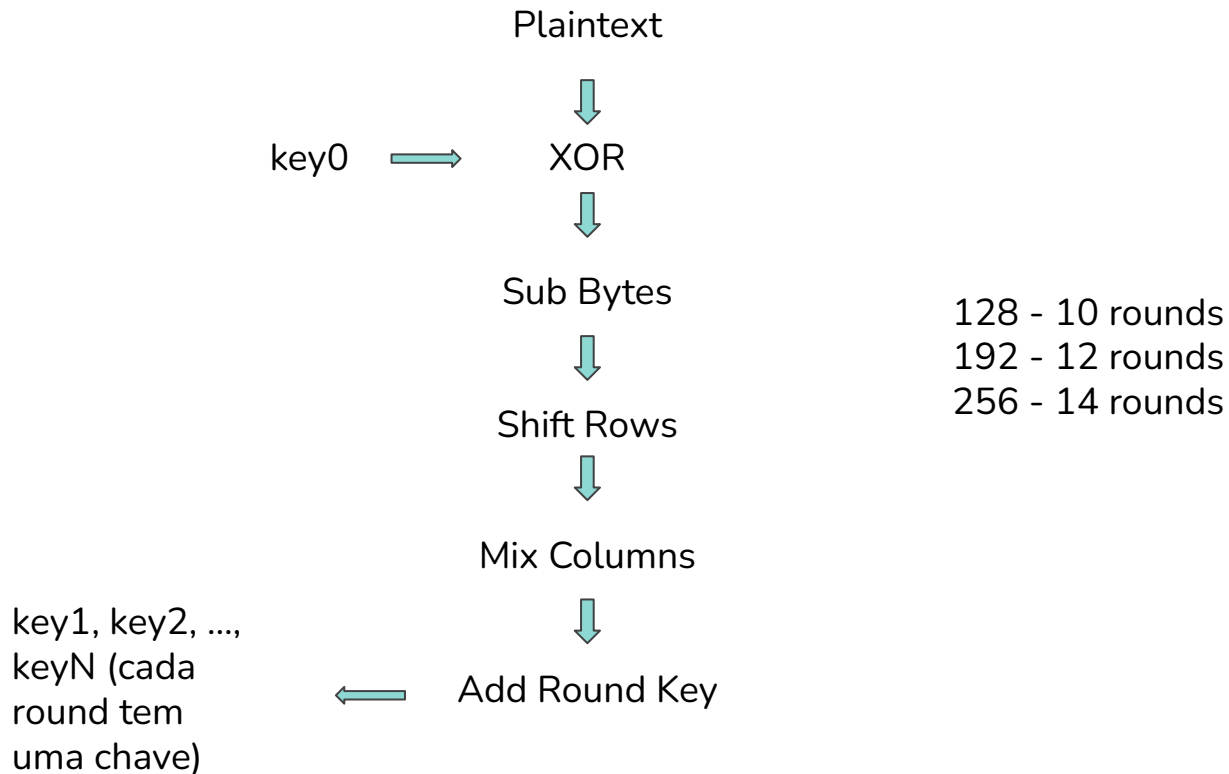 Plaintext
key0
XOR
Sub Bytes
128 - 10 rounds
192 - 12 rounds
256 - 14 rounds
Shift Rows
Mix Columns
key1, key2, ...,
keyN (cada
round tem
uma chave)
Add Round Key